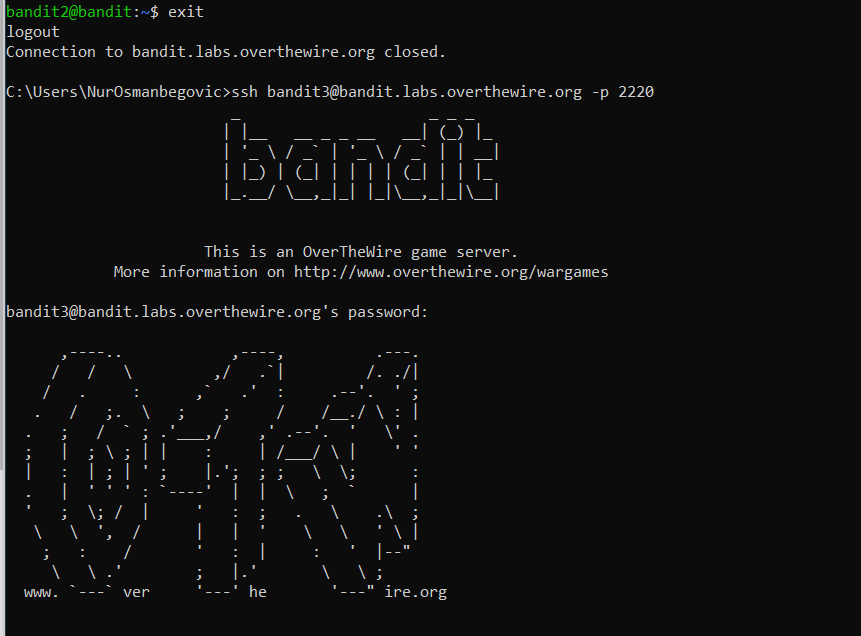 bandit2@bandit:~$ exit
logout
Connection to bandit.labs.overthewire.org closed.
C:\Users\NurOsmanbegovic>ssh bandit3@bandit.labs.overthewire.org -p 2220
bandit
This is an OverTheWire game server.
More information on http://www.overthewire.org/wargames
bandit3@bandit.labs.overthewire.org's password:
www. ver he ire.org